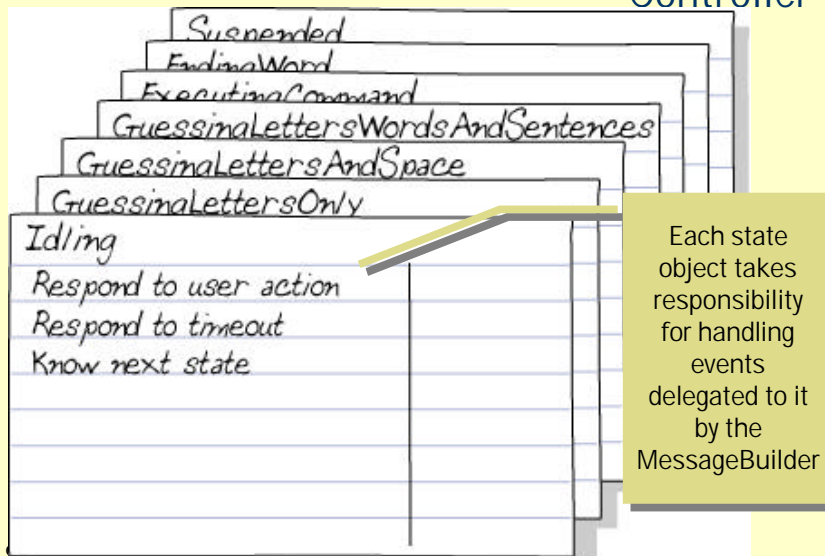 Controller
Suspended
EndingWord
ExecutingCommand
GuessingLettersWordsAndSentences
GuessingLettersAndSpace
GuessingLettersOnly
Idling
Respond to user action
Respond to timeout
Know next state
Each state
object takes
responsibility
for handling
events
delegated to it
by the
MessageBuilder